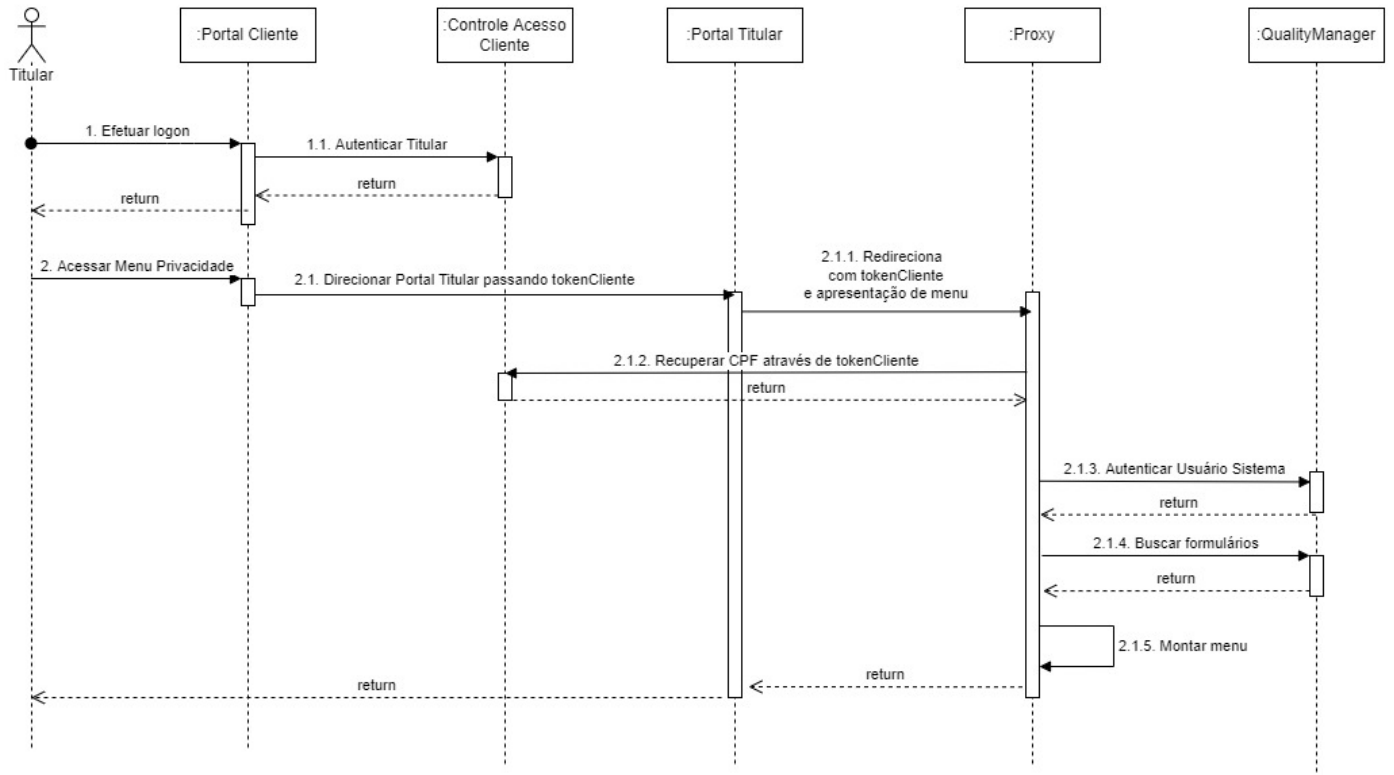 Titular
:Portal Cliente
:Controle Acesso
Cliente
:Portal Titular
:Proxy
:QualityManager
1. Efetuar logon
1.1. Autenticar Titular
return
return
2. Acessar Menu Privacidade
2.1. Direcionar Portal Titular passando tokenCliente
2.1.1. Redireciona
com tokenCliente
e apresentação de menu
2.1.2. Recuperar CPF através de tokenCliente
return
2.1.3. Autenticar Usuário Sistema
return
2.1.4. Buscar formulários
return
2.1.5. Montar menu
return
return